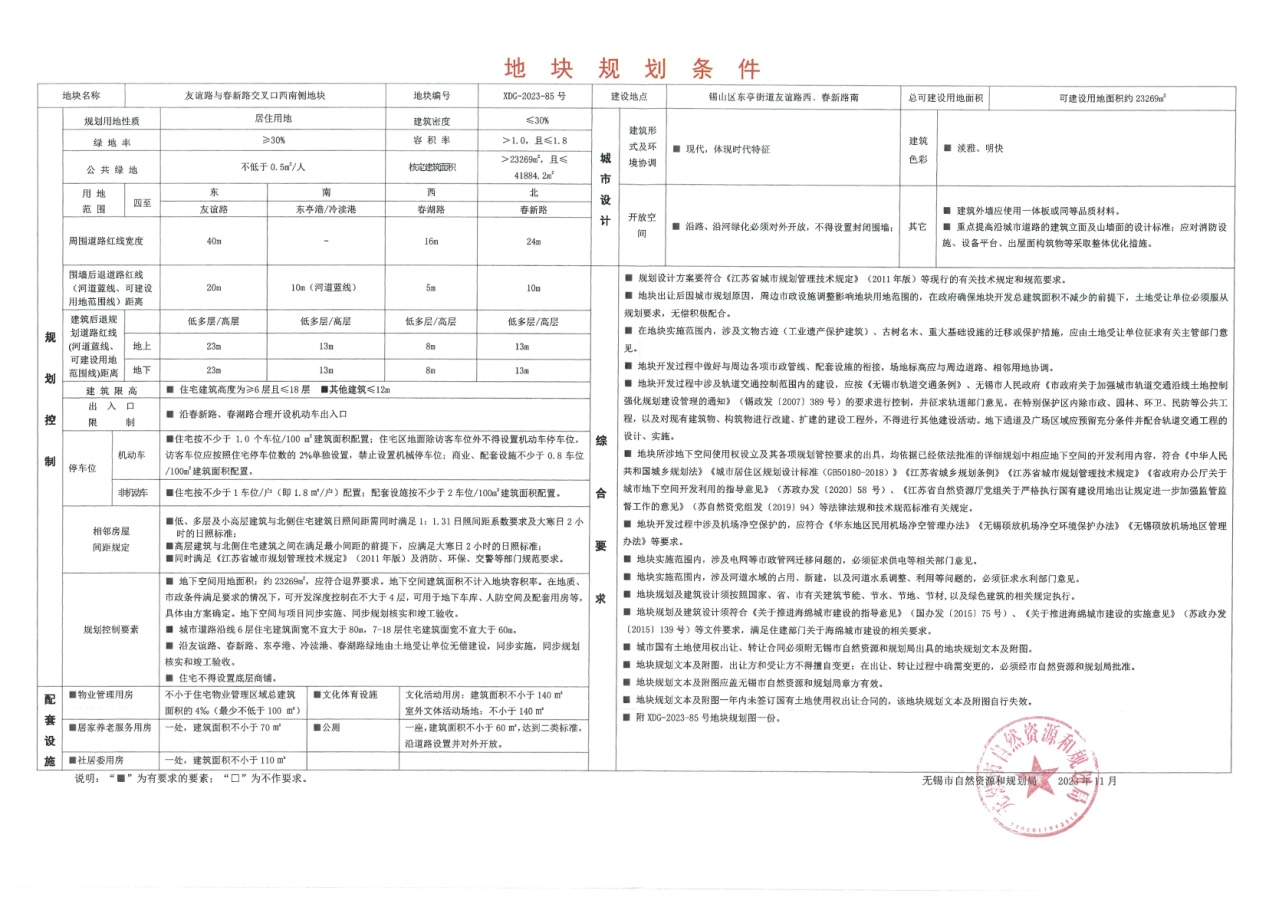 地块规划条件
地块名称 友谊路与春新路交叉口西南侧地块 地块编号 XDG-2023-85 号 建设地点 锡山区东亭街道友谊路西、春新路南 总可建设用地面积 可建设用地面积约 23269㎡
规划控制
规划用地性质 居住用地 建筑密度 ≤30%
绿地率 ≥30% 容积率 >1.0，且≤1.8
公共绿地 不低于 0.5㎡/人 核定建筑面积 >23269㎡，且≤
41884.2㎡
用地
范围 四至 东 南 西 北
友谊路 东亭港/冷渎港 春湖路 春新路
周围道路红线宽度 40m - 16m 24m
围墙后退道路红线
（河道蓝线、可建设
用地范围线）距离 20m 10m（河道蓝线） 5m 10m
建筑后退规
划道路红线
(河道蓝线、
可建设用地
范围线)距离
低多层/高层 低多层/高层 低多层/高层 低多层/高层
地上 23m 13m 8m 13m
地下 23m 13m 8m 13m
建筑限高 ■ 住宅建筑高度为≥6 层且≤18 层 ■其他建筑≤12m
出入口
限制 ■ 沿春新路、春湖路合理开设机动车出入口
停车位
机动车
■住宅按不少于 1.0 个车位/100 ㎡建筑面积配置；住宅区地面除访客车位外不得设置机动车停车位，
访客车位应按照住宅停车位数的 2%单独设置，禁止设置机械停车位；商业、配套设施不少于 0.8 车位
/100㎡建筑面积配置。
非机动车 ■住宅按不少于 1 车位/户（即 1.8㎡/户）配置；配套设施按不少于 2 车位/100㎡建筑面积配置。
相邻房屋
间距规定
■低、多层及小高层建筑与北侧住宅建筑日照间距需同时满足 1：1.31 日照间距系数要求及大寒日 2 小
时的日照标准；
■高层建筑与北侧住宅建筑之间在满足最小间距的前提下，应满足大寒日 2 小时的日照标准；
■同时满足《江苏省城市规划管理技术规定》（2011 年版）及消防、环保、交警等部门规范要求。
规划控制要素
■ 地下空间用地面积：约 23269㎡，应符合退界要求。地下空间建筑面积不计入地块容积率。在地质、
市政条件满足要求的情况下，可开发深度控制在不大于 4 层，可用于地下车库、人防空间及配套用房等，
具体由方案确定。地下空间与项目同步实施、同步规划核实和竣工验收。
■ 城市道路沿线 6 层住宅建筑面宽不宜大于 80m，7-18 层住宅建筑面宽不宜大于 60m。
■ 沿友谊路、春新路、东亭港、冷渎港、春湖路绿地由土地受让单位无偿建设，同步实施，同步规划
核实和竣工验收。
■ 住宅不得设置底层商铺。
配套设施
■物业管理用房 不小于住宅物业管理区域总建筑
面积的 4‰（最少不低于 100 ㎡） ■文化体育设施 文化活动用房：建筑面积不小于 140 ㎡
室外文体活动场地：不小于 140 ㎡
■居家养老服务用房 一处，建筑面积不小于 70 ㎡ ■公厕 一座，建筑面积不小于 60 ㎡，达到二类标准，
沿道路设置并对外开放。
■社居委用房 一处，建筑面积不小于 110 ㎡
城市设计
建筑形
式及环
境协调 ■ 现代，体现时代特征 建筑
色彩 ■ 淡雅、明快
开放空
间 ■ 沿路、沿河绿化必须对外开放，不得设置封闭围墙； 其它
■ 建筑外墙应使用一体板或同等品质材料。
■ 重点提高沿城市道路的建筑立面及山墙面的设计标准；应对消防设
施、设备平台、出屋面构筑物等采取整体优化措施。
综合要求
■ 规划设计方案要符合《江苏省城市规划管理技术规定》（2011 年版）等现行的有关技术规定和规范要求。
■ 地块出让后因城市规划原因，周边市政设施调整影响地块用地范围的，在政府确保地块开发总建筑面积不减少的前提下，土地受让单位必须服从
规划要求，无偿积极配合。
■ 在地块实施范围内，涉及文物古迹（工业遗产保护建筑）、古树名木、重大基础设施的迁移或保护措施，应由土地受让单位征求有关主管部门意
见。
■ 地块开发过程中做好与周边各项市政管线、配套设施的衔接，场地标高应与周边道路、相邻用地协调。
■ 地块开发过程中涉及轨道交通控制范围内的建设，应按《无锡市轨道交通条例》、无锡市人民政府《市政府关于加强城市轨道交通沿线土地控制
强化规划建设管理的通知》（锡政发〔2007〕389 号）的要求进行控制，并征求轨道部门意见。在特别保护区内除市政、园林、环卫、民防等公共工
程，以及对现有建筑物、构筑物进行改建、扩建的建设工程外，不得进行其他建设活动。地下通道及广场区域应预留充分条件并配合轨道交通工程的
设计、实施。
■ 地块所涉地下空间使用权设立及其各项规划管控要求的出具，均依据已经依法批准的详细规划中相应地下空间的开发利用内容，符合《中华人民
共和国城乡规划法》《城市居住区规划设计标准（GB50180-2018）》《江苏省城乡规划条例》《江苏省城市规划管理技术规定》《省政府办公厅关于
城市地下空间开发利用的指导意见》（苏政办发〔2020〕58 号）、《江苏省自然资源厅党组关于严格执行国有建设用地出让规定进一步加强监管监
督工作的意见》（苏自然资党组发〔2019〕94）等法律法规和技术规范标准有关规定。
■ 地块开发过程中涉及机场净空保护的，应符合《华东地区民用机场净空管理办法》《无锡硕放机场净空环境保护办法》《无锡硕放机场地区管理
办法》等要求。
■ 地块实施范围内，涉及电网等市政管网迁移问题的，必须征求供电等相关部门意见。
■ 地块实施范围内，涉及河道水域的占用、新建，以及河道水系调整、利用等问题的，必须征求水利部门意见。
■ 地块规划及建筑设计须按照国家、省、市有关建筑节能、节水、节地、节材，以及绿色建筑的相关规定执行。
■ 地块规划及建筑设计须符合《关于推进海绵城市建设的指导意见》（国办发〔2015〕75 号）、《关于推进海绵城市建设的实施意见》（苏政办发
〔2015〕139 号）等文件要求，满足住建部门关于海绵城市建设的相关要求。
■ 城市国有土地使用权出让、转让合同必须附无锡市自然资源和规划局出具的地块规划文本及附图。
■ 地块规划文本及附图，出让方和受让方不得擅自变更；在出让、转让过程中确需变更的，必须经市自然资源和规划局批准。
■ 地块规划文本及附图应盖无锡市自然资源和规划局章方有效。
■ 地块规划文本及附图一年内未签订国有土地使用权出让合同的，该地块规划文本及附图自行失效。
■ 附 XDG-2023-85 号地块规划图一份。
说明：“■”为有要求的要素；“□”为不作要求。
无锡市自然资源和规划局 2023 年 11 月
无锡市自然资源和规划局